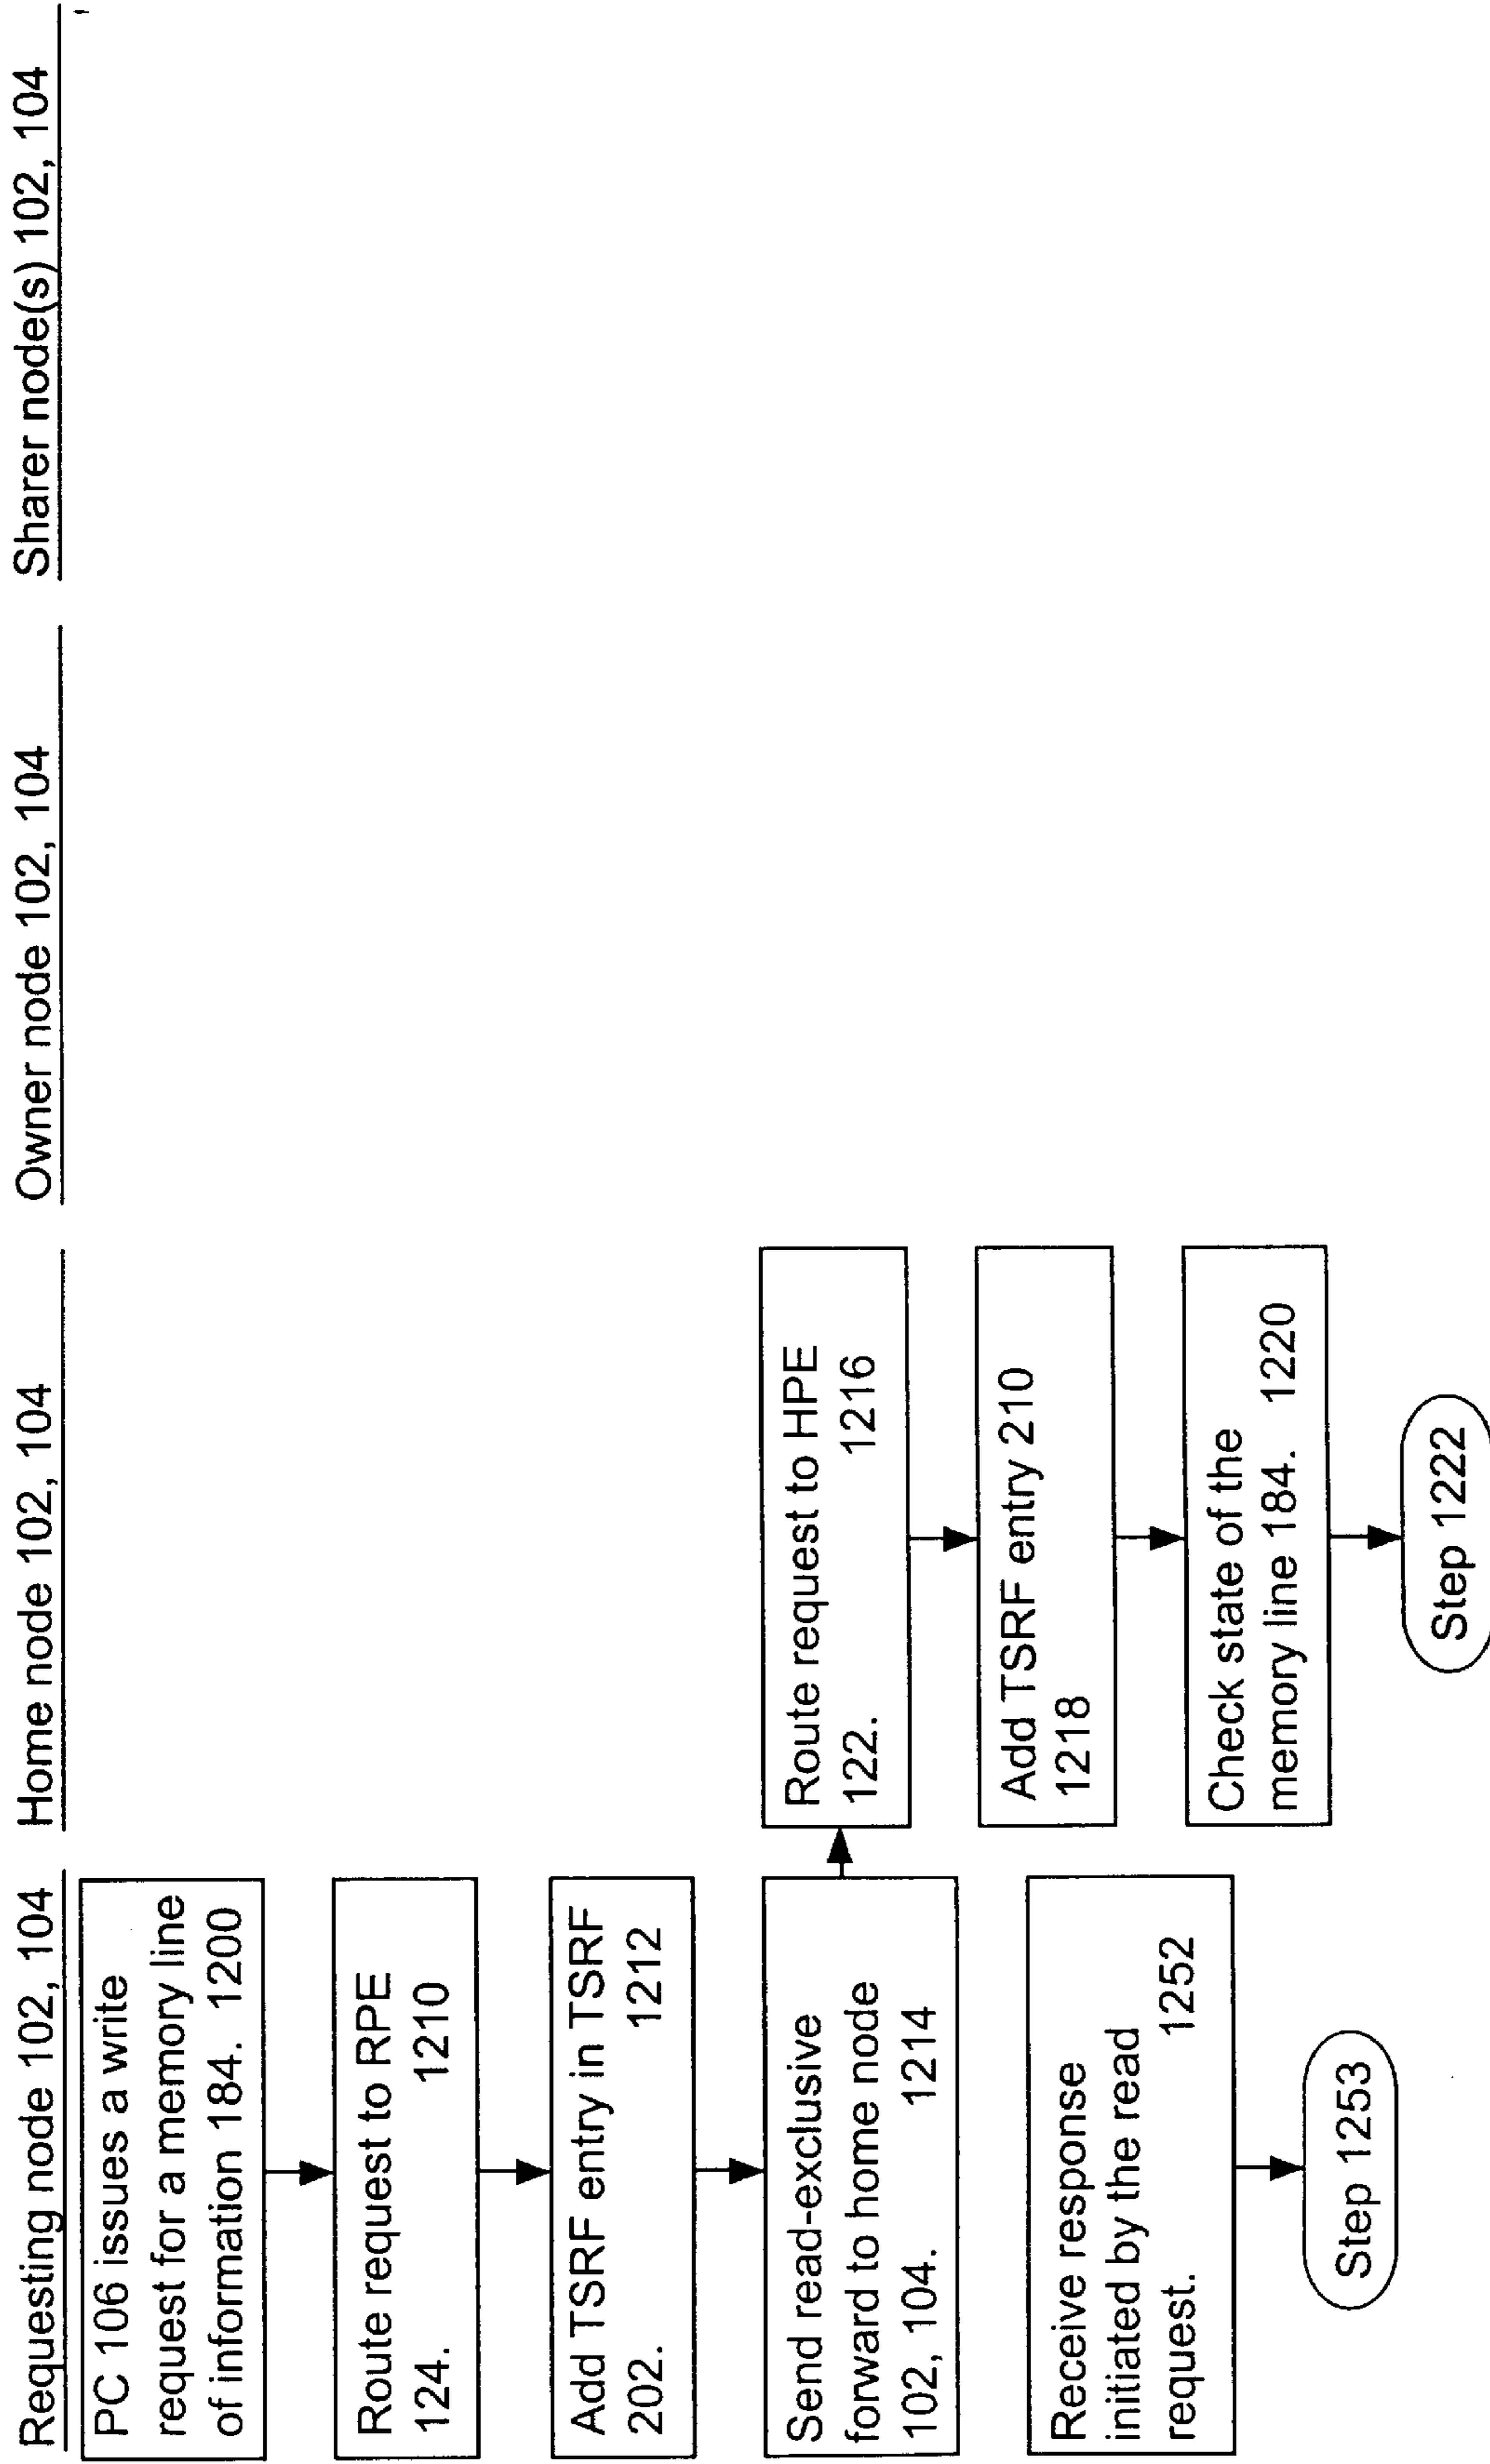 Requesting node 102, 104
PC 106 issues a write
request for a memory line
of information 184. 1200
Route request to RPE
124. 1210
Add TSRF entry in TSRF
202. 1212
Send read-exclusive
forward to home node
102, 104. 1214
Receive response
initiated by the read
request. 1252
Step 1253
Home node 102, 104
Route request to HPE
122. 1216
Add TSRF entry 210
1218
Check state of the
memory line 184. 1220
Step 1222
Owner node 102, 104
Sharer node(s) 102, 104